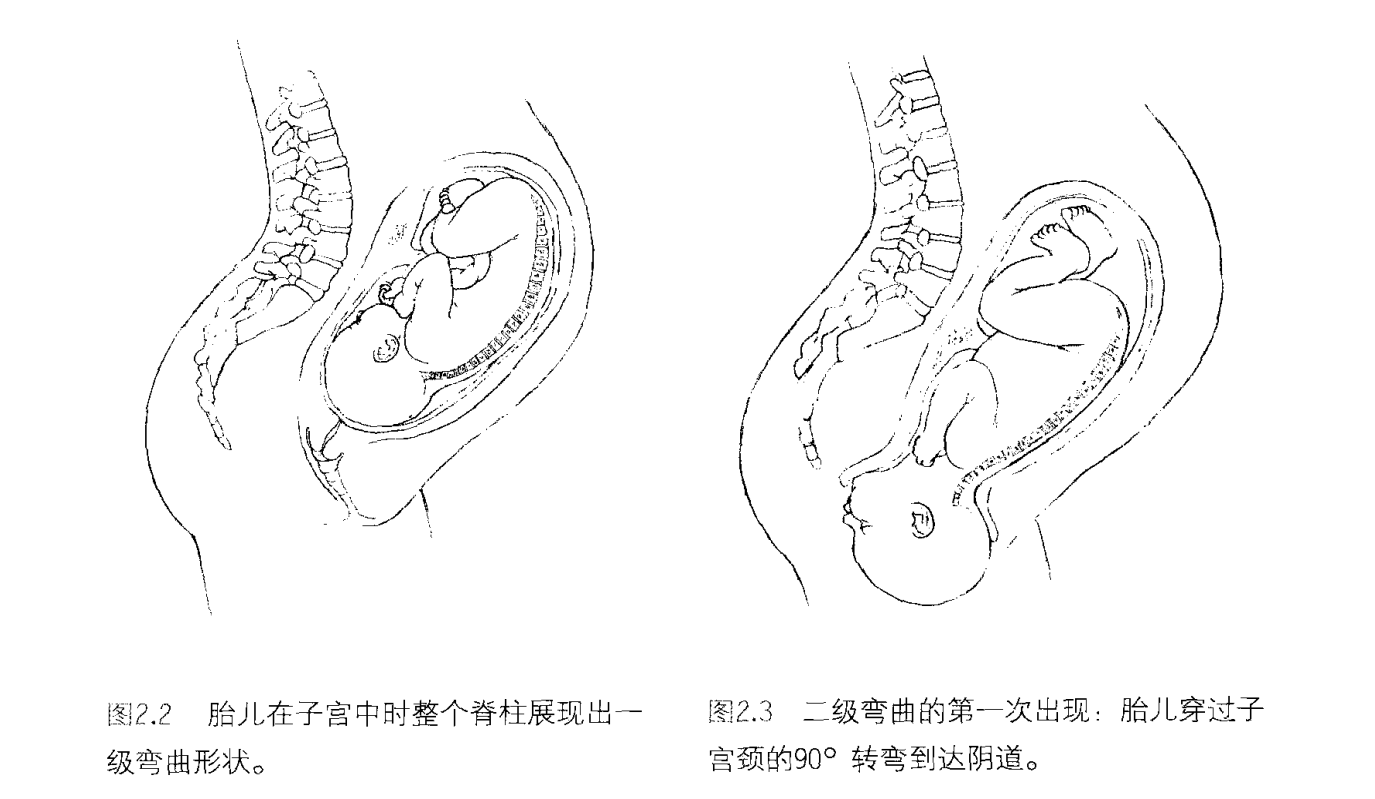 图2.2 胎儿在子宫中时整个脊柱展现出一
级弯曲形状。
图2.3 二级弯曲的第一次出现：胎儿穿过子
宫颈的90° 转弯到达阴道。